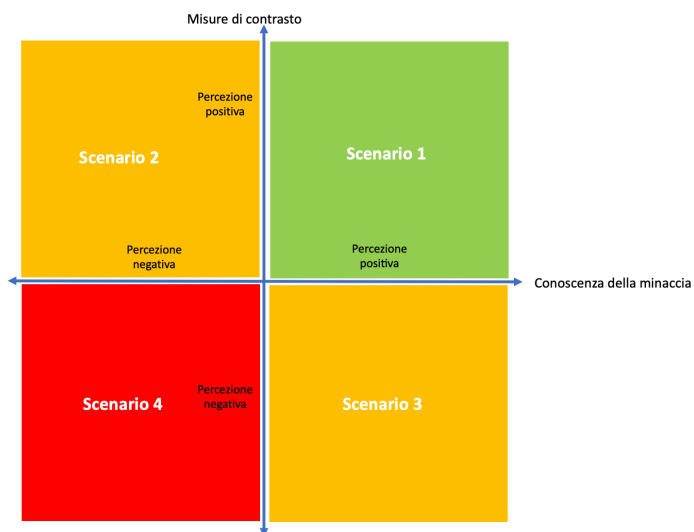 Misure di contrasto
Percezione
positiva
Scenario 2
Scenario 1
Percezione
negativa
Percezione
positiva
Conoscenza della minaccia
Percezione
negativa
Scenario 4
Scenario 3